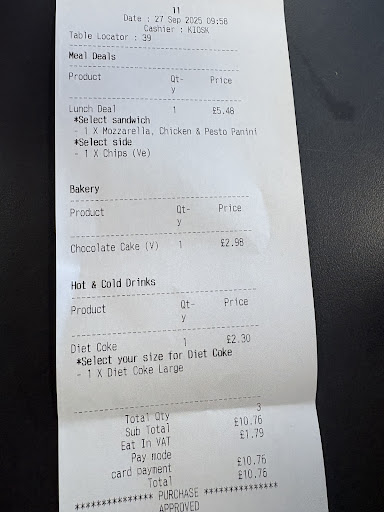 11
Date : 27 Sep 2025 09:58
Cashier : KIOSK
Table Locator : 39
Meal Deals
Product Qt-y Price
Lunch Deal 1 £5.48
*Select sandwich
- 1 X Mozzarella, Chicken & Pesto Panini
*Select side
- 1 X Chips (Ve)
Bakery
Product Qt-y Price
Chocolate Cake (V) 1 £2.98
Hot & Cold Drinks
Product Qt-y Price
Diet Coke 1 £2.30
*Select your size for Diet Coke
- 1 X Diet Coke Large
Total Qty 3
Sub Total £10.76
Eat In VAT £1.79
Pay mode
card payment £10.76
Total £10.76
*************** PURCHASE ***************
APPROVED